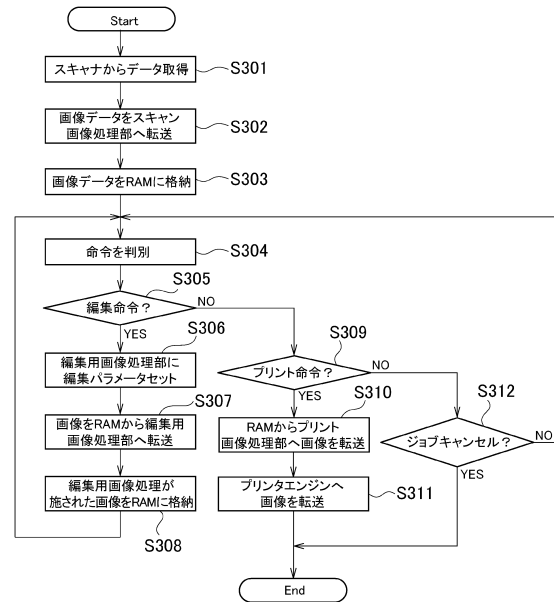 Start
スキャナからデータ取得
S301
画像データをスキャン
画像処理部へ転送
S302
画像データをRAMに格納
S303
命令を判別
S304
編集命令？
S305
NO
YES
編集用画像処理部に
編集パラメータセット
S306
画像をRAMから編集用
画像処理部へ転送
S307
編集用画像処理が
施された画像をRAMに格納
S308
プリント命令？
S309
NO
YES
RAMからプリント
画像処理部へ画像を転送
S310
プリンタエンジンへ
画像を転送
S311
ジョブキャンセル？
S312
NO
YES
End